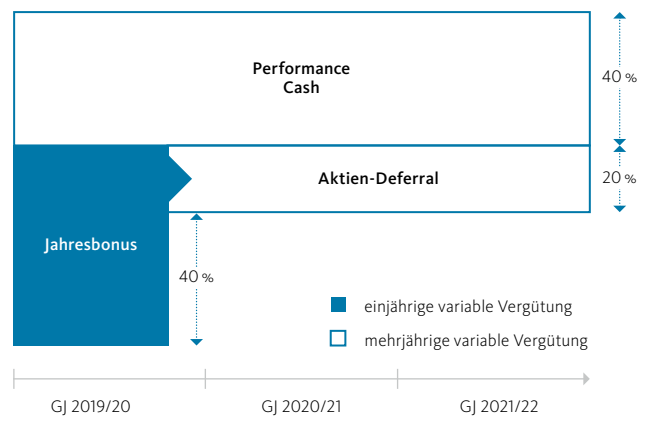 Performance
Cash
40 %
Aktien-Deferral
20 %
Jahresbonus
40 %
einjährige variable Vergütung
mehrjährige variable Vergütung
GJ 2019/20
GJ 2020/21
GJ 2021/22